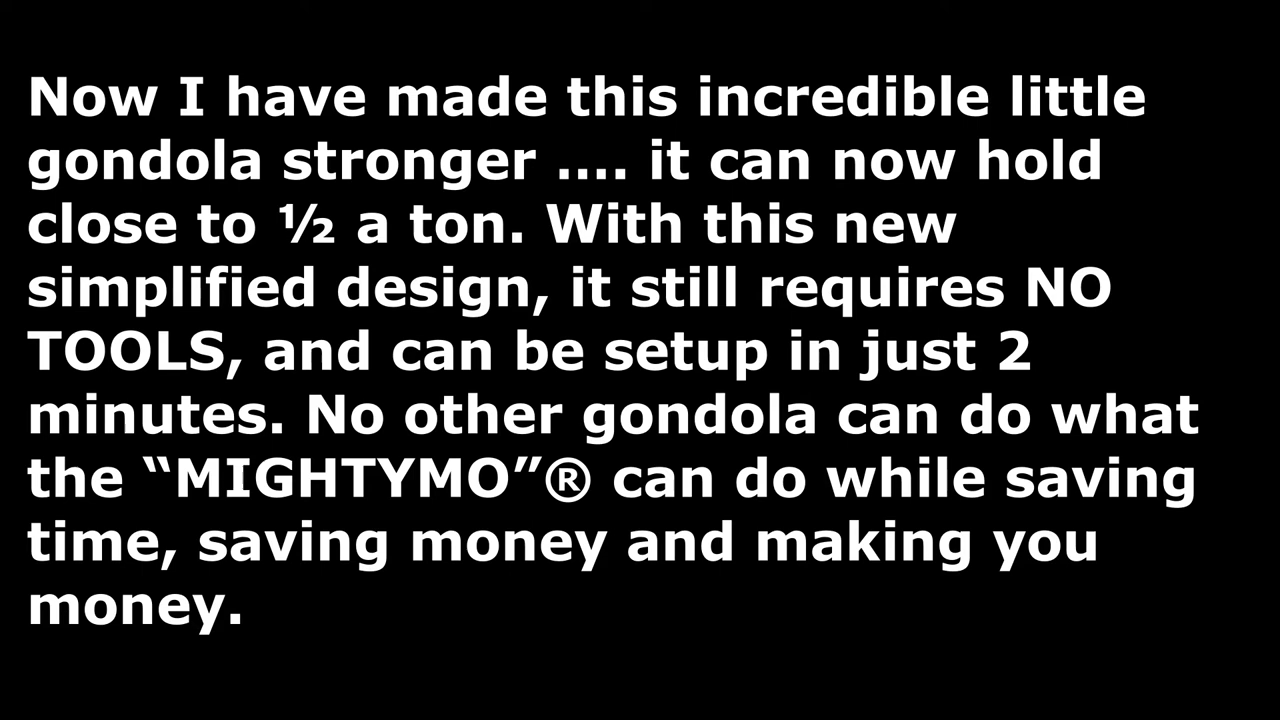 Now I have made this incredible little
gondola stronger .... it can now hold
close to ½ a ton. With this new
simplified design, it still requires NO
TOOLS, and can be setup in just 2
minutes. No other gondola can do what
the “MIGHTYMO”® can do while saving
time, saving money and making you
money.